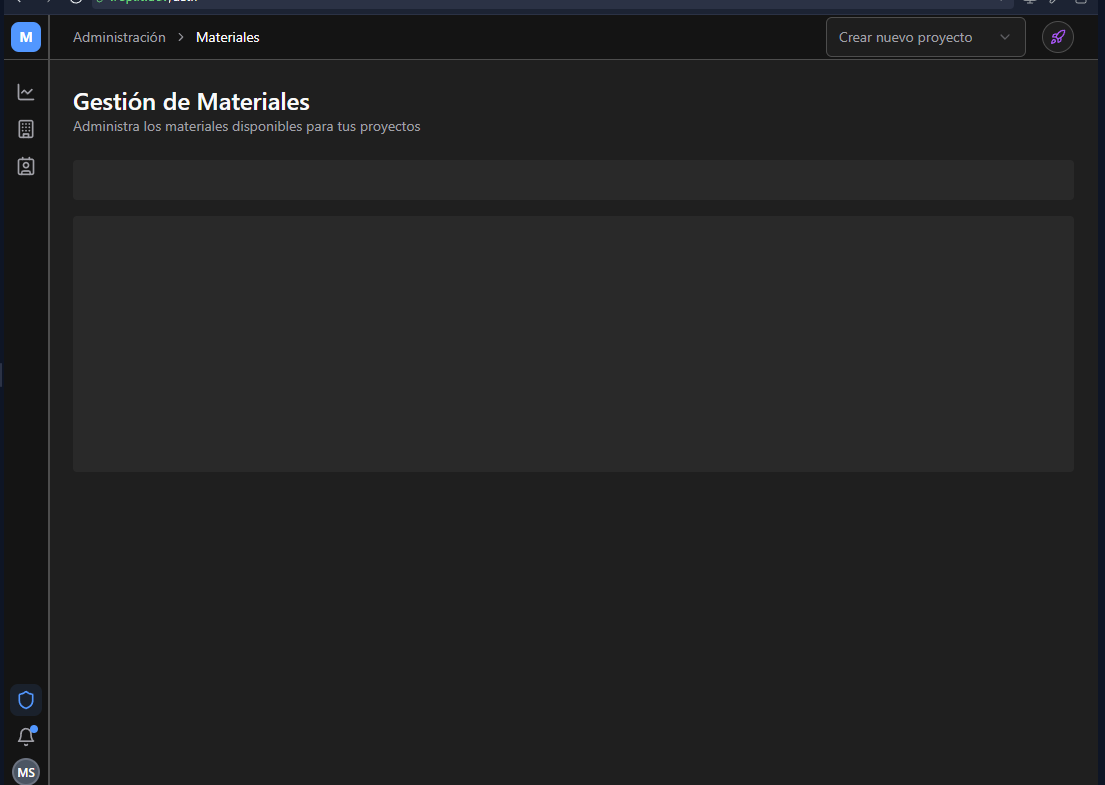 M
Administración > Materiales
Crear nuevo proyecto
Gestión de Materiales
Administra los materiales disponibles para tus proyectos
MS